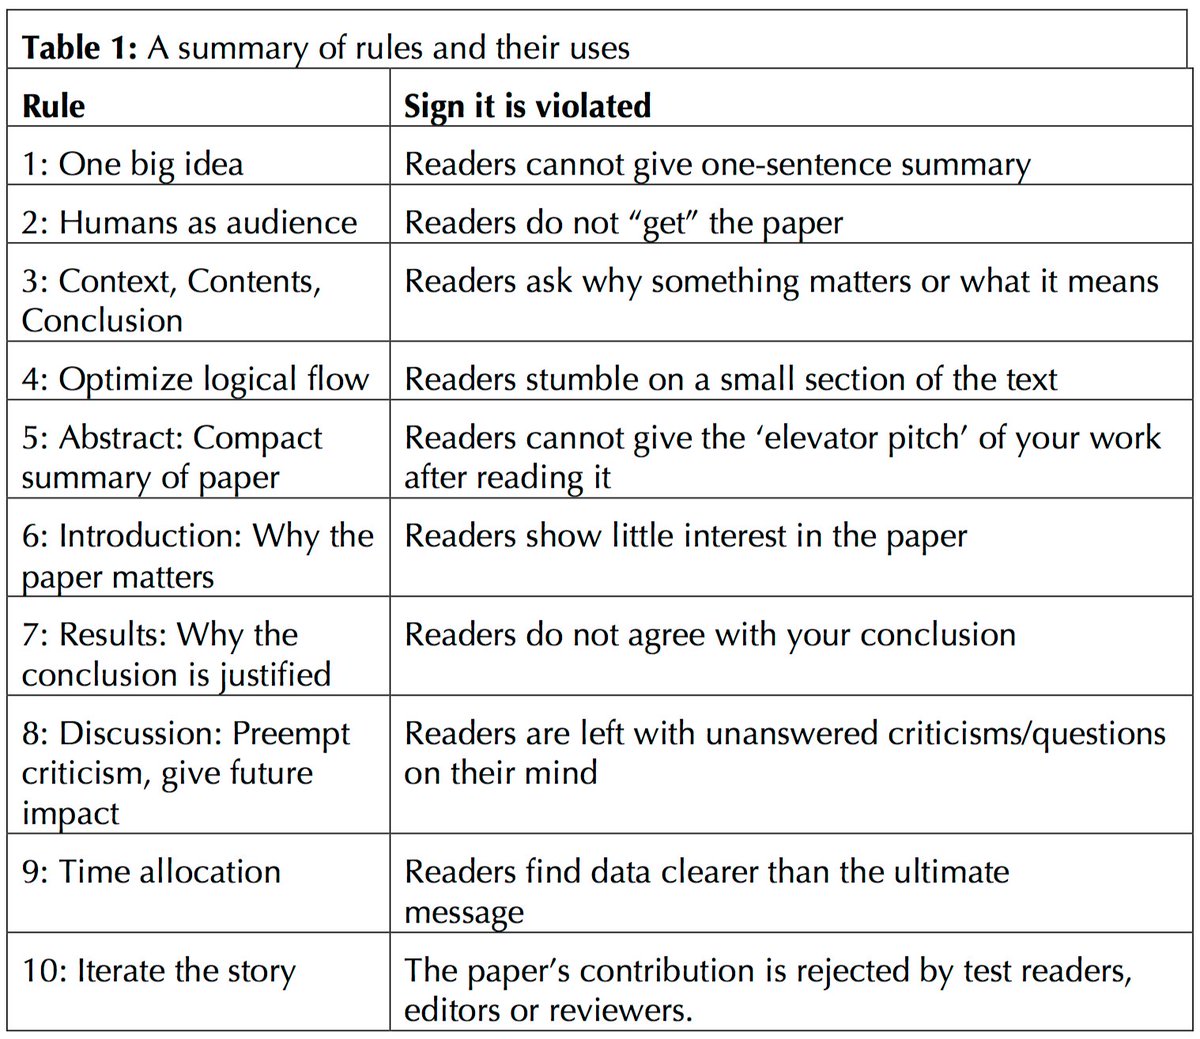 Table 1: A summary of rules and their uses
Rule
Sign it is violated
1: One big idea
Readers cannot give one-sentence summary
2: Humans as audience
Readers do not “get” the paper
3: Context, Contents,
Conclusion
Readers ask why something matters or what it means
4: Optimize logical flow
Readers stumble on a small section of the text
5: Abstract: Compact
summary of paper
Readers cannot give the ‘elevator pitch’ of your work
after reading it
6: Introduction: Why the
paper matters
Readers show little interest in the paper
7: Results: Why the
conclusion is justified
Readers do not agree with your conclusion
8: Discussion: Preempt
criticism, give future
impact
Readers are left with unanswered criticisms/questions
on their mind
9: Time allocation
Readers find data clearer than the ultimate
message
10: Iterate the story
The paper’s contribution is rejected by test readers,
editors or reviewers.